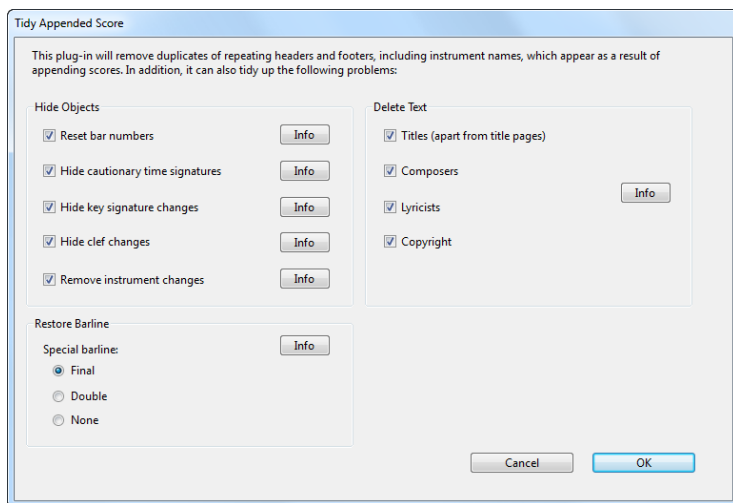 Tidy Appended Score
This plug-in will remove duplicates of repeating headers and footers, including instrument names, which appear as a result of
appending scores. In addition, it can also tidy up the following problems:
Hide Objects
Reset bar numbers Info
Hide cautionary time signatures Info
Hide key signature changes Info
Hide clef changes Info
Remove instrument changes Info
Delete Text
Titles (apart from title pages)
Composers
Info
Lyricists
Copyright
Restore Barline
Special barline: Info
Final
Double
None
Cancel OK